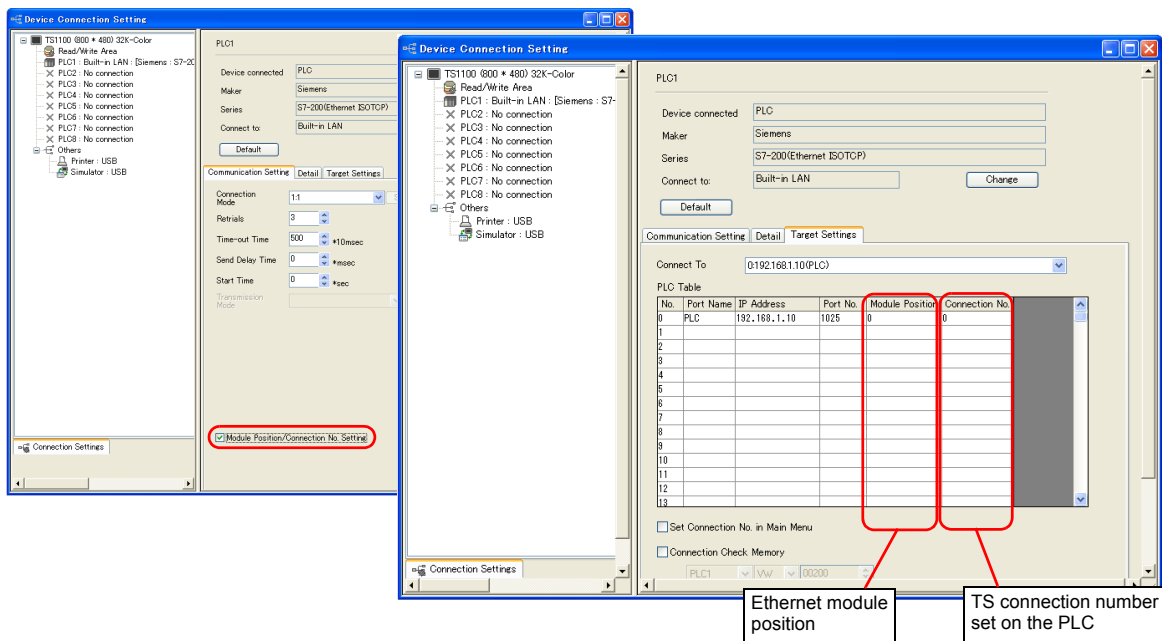 Device Connection Setting
TS1100 (800 * 480) 32K-Color
Read/Write Area
PLC1 : Built-in LAN : [Siemens : S7-20
PLC2 : No connection
PLC3 : No connection
PLC4 : No connection
PLC5 : No connection
PLC6 : No connection
PLC7 : No connection
PLC8 : No connection
Others
Printer : USB
Simulator : USB
Connection Settings
PLC1
Device connected PLC
Maker Siemens
Series S7-200(Ethernet ISOTCP)
Connect to: Built-in LAN
Default
Communication Setting Detail Target Settings
Connection Mode 1:1
Retrials 3
Time-out Time 500 *10msec
Send Delay Time 0 *msec
Start Time 0 *sec
Transmission Mode
Module Position/Connection No. Setting
Device Connection Setting
TS1100 (800 * 480) 32K-Color
Read/Write Area
PLC1 : Built-in LAN : [Siemens : S7-
PLC2 : No connection
PLC3 : No connection
PLC4 : No connection
PLC5 : No connection
PLC6 : No connection
PLC7 : No connection
PLC8 : No connection
Others
Printer : USB
Simulator : USB
Connection Settings
PLC1
Device connected PLC
Maker Siemens
Series S7-200(Ethernet ISOTCP)
Connect to: Built-in LAN Change
Default
Communication Setting Detail Target Settings
Connect To 0:192.168.1.10(PLC)
PLC Table
No. Port Name IP Address Port No. Module Position Connection No.
0 PLC 192.168.1.10 1025 0 0
1
2
3
4
5
6
7
8
9
10
11
12
13
Set Connection No. in Main Menu
Connection Check Memory
PLC1 VW 00200
Ethernet module
position
TS connection number
set on the PLC